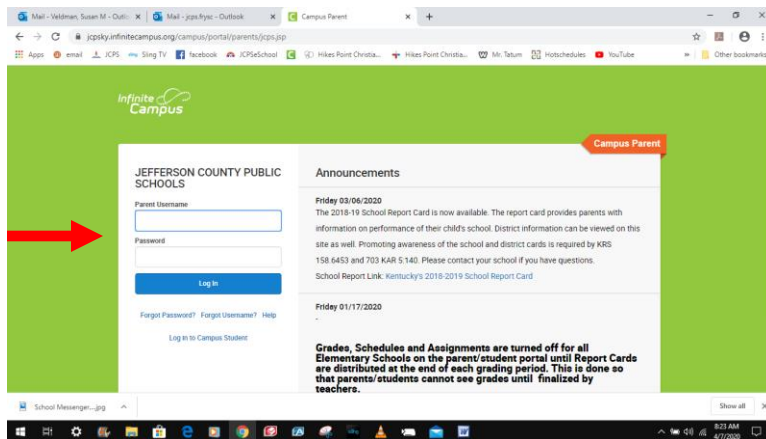 Mail - Veldman, Susan M - Outlo
Mail - jcps.frysc - Outlook
Campus Parent
jcpsky.infinitecampus.org/campus/portal/parents/jcps.jsp
Apps
email
JCPS
Sling TV
facebook
JCPSeSchool
Hikes Point Christia...
Hikes Point Christia...
Mr. Tatum
Hotschedules
YouTube
Other bookmarks
Infinite
Campus
Campus Parent
JEFFERSON COUNTY PUBLIC
SCHOOLS
Parent Username
Password
Log In
Forgot Password? Forgot Username? Help
Log in to Campus Student
Announcements
Friday 03/06/2020
The 2018-19 School Report Card is now available. The report card provides parents with
information on performance of their child's school. District information can be viewed on this
site as well. Promoting awareness of the school and district cards is required by KRS
158.6453 and 703 KAR 5:140. Please contact your school if you have questions.
School Report Link: Kentucky's 2018-2019 School Report Card
Friday 01/17/2020
.
Grades, Schedules and Assignments are turned off for all
Elementary Schools on the parent/student portal until Report Cards
are distributed at the end of each grading period. This is done so
that parents/students cannot see grades until finalized by
teachers.
School Messenger....jpg
Show all
8:23 AM
4/7/2020